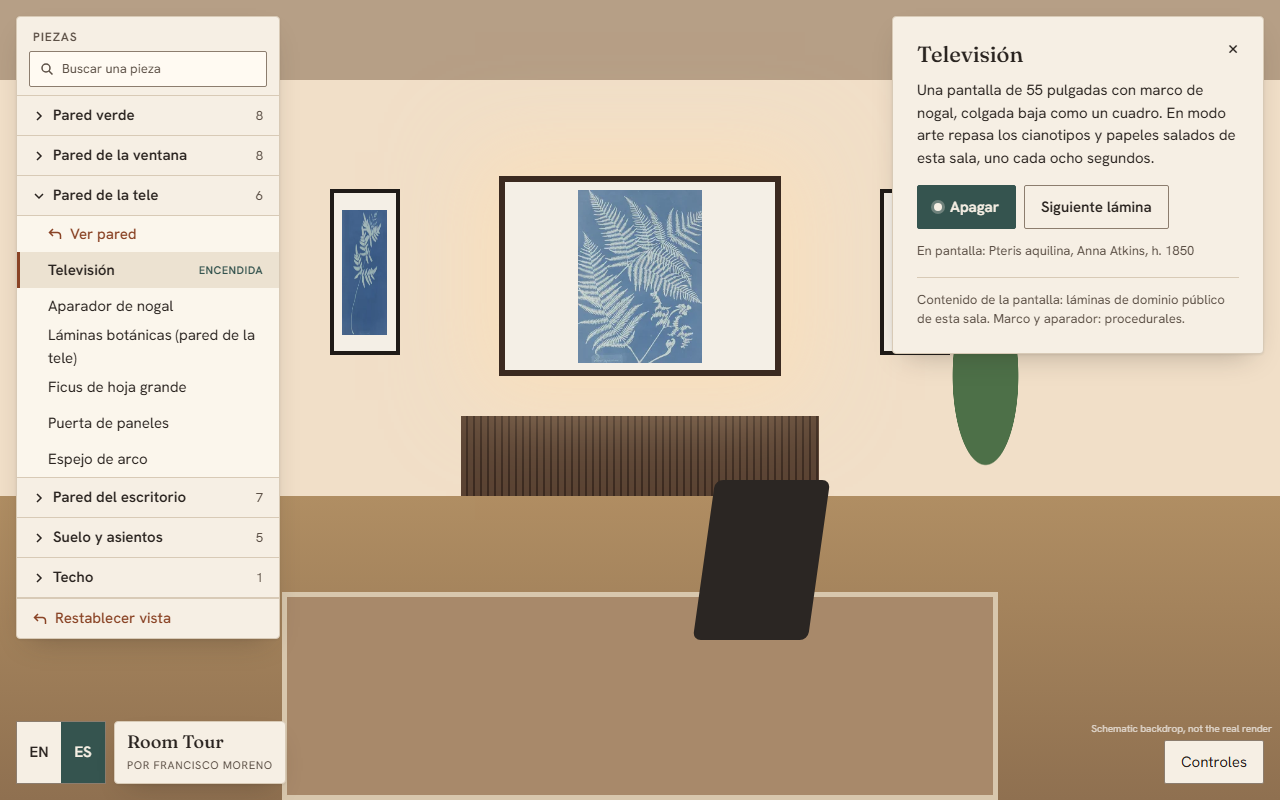 PIEZAS
Buscar una pieza
Pared verde 8
Pared de la ventana 8
Pared de la tele 6
Ver pared
Televisión ENCENDIDA
Aparador de nogal
Láminas botánicas (pared de la
tele)
Ficus de hoja grande
Puerta de paneles
Espejo de arco
Pared del escritorio 7
Suelo y asientos 5
Techo 1
Restablecer vista
EN ES
Room Tour
POR FRANCISCO MORENO
Televisión
Una pantalla de 55 pulgadas con marco de
nogal, colgada baja como un cuadro. En modo
arte repasa los cianotipos y papeles salados de
esta sala, uno cada ocho segundos.
Apagar Siguiente lámina
En pantalla: Pteris aquilina, Anna Atkins, h. 1850
Contenido de la pantalla: láminas de dominio público
de esta sala. Marco y aparador: procedurales.
Schematic backdrop, not the real render
Controles